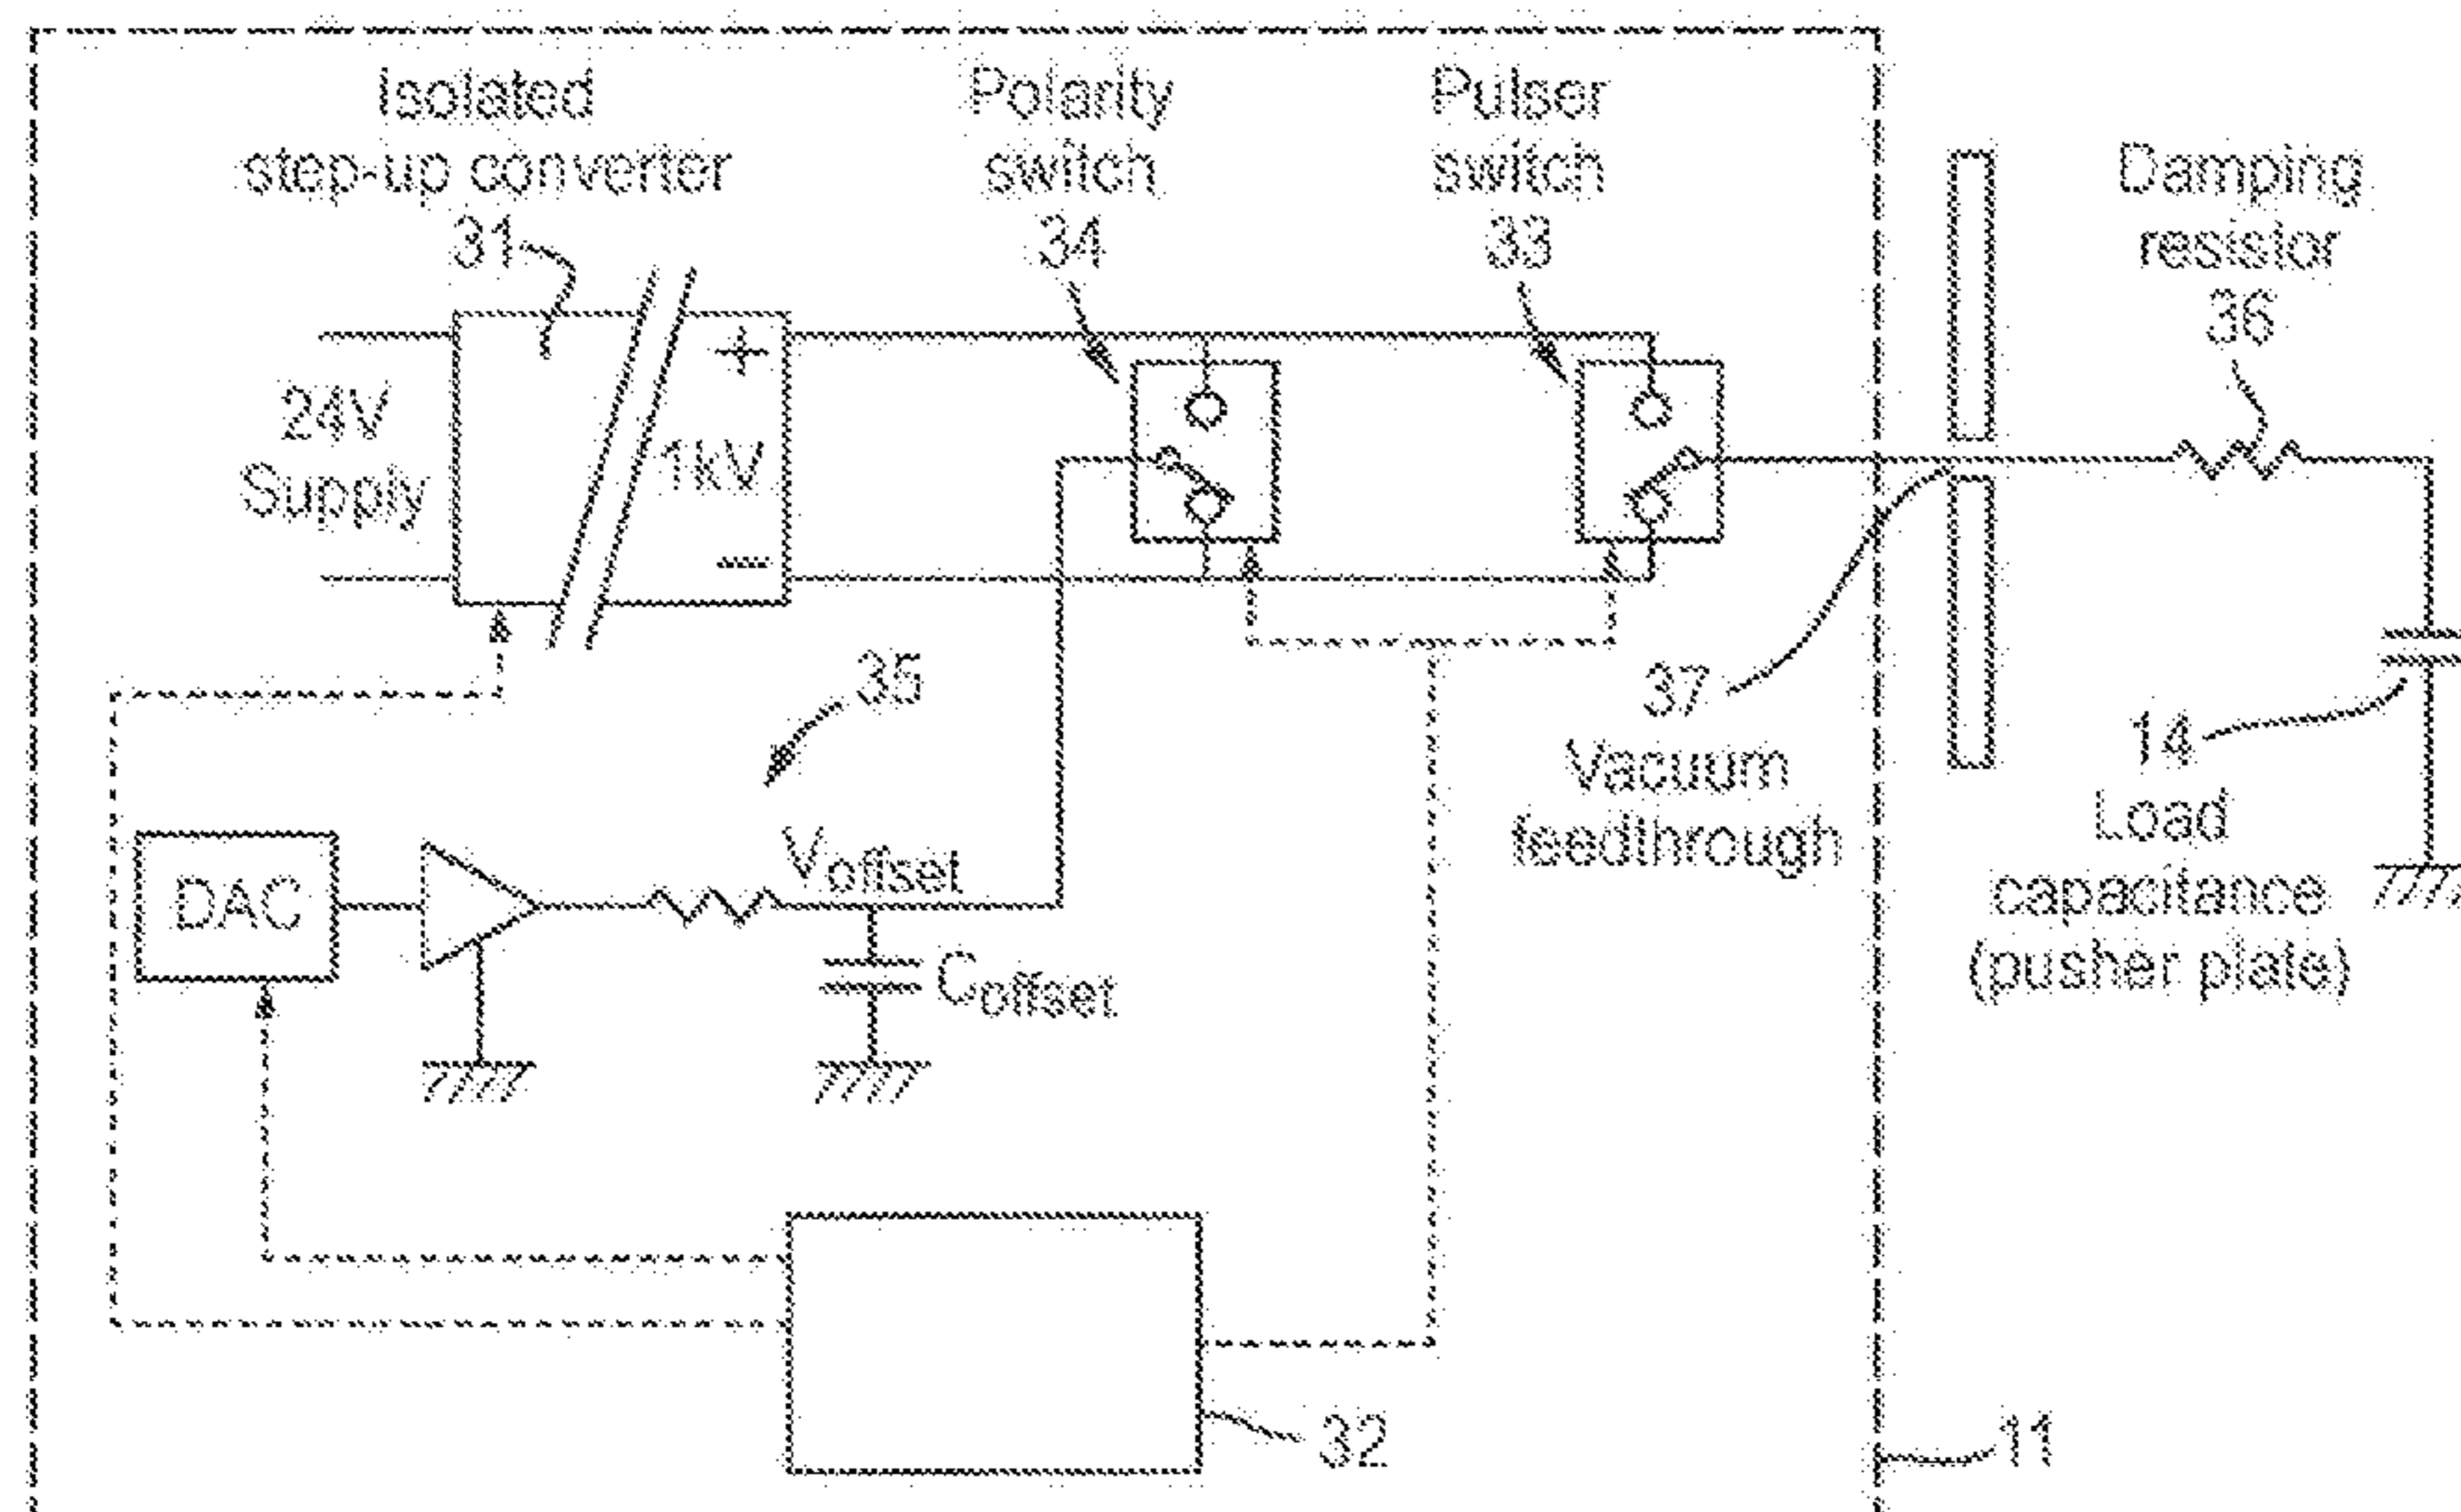 Isolated
step-up converter
31
Polarity
switch
34
Pulser
switch
33
Damping
resistor
36
24V
Supply
+
1kV
−
35
37
Vacuum
feedthrough
14
Load
capacitance
(pusher plate)
DAC
Voffset
Coffset
32
11